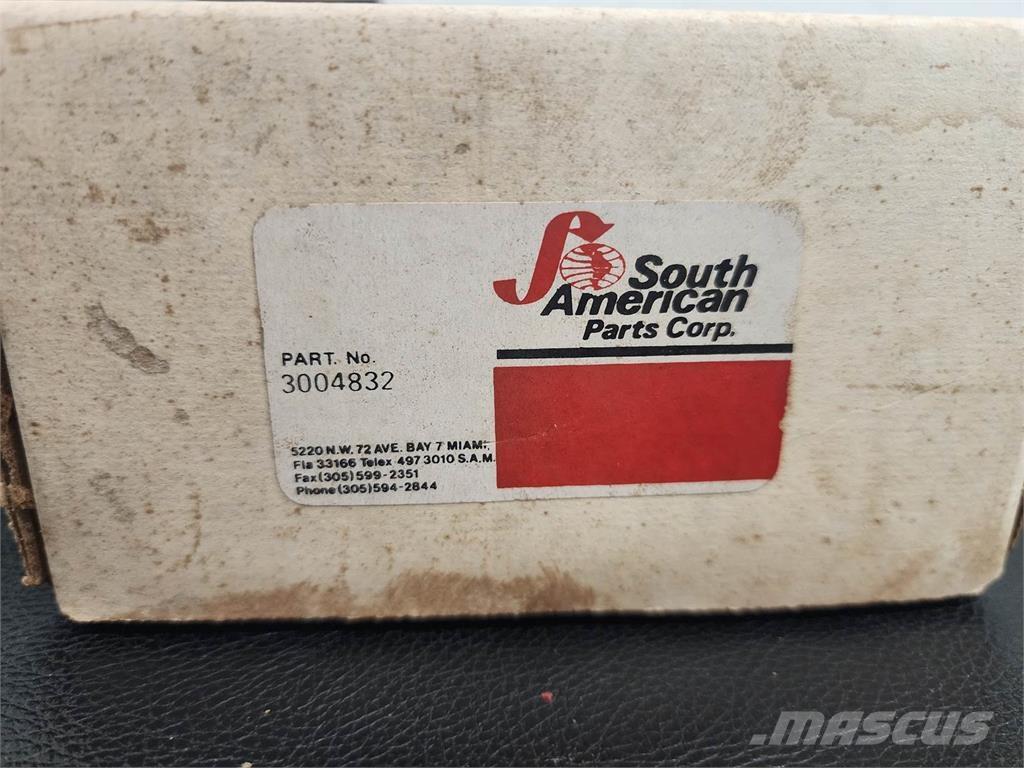 South
American
Parts Corp.
PART. No.
3004832
5220 N.W. 72 AVE. BAY 7 MIAMI,
Fla 33166 Telex 497 3010 S.A.M.
Fax(305)599-2351
Phone(305)594-2844
MASCUS